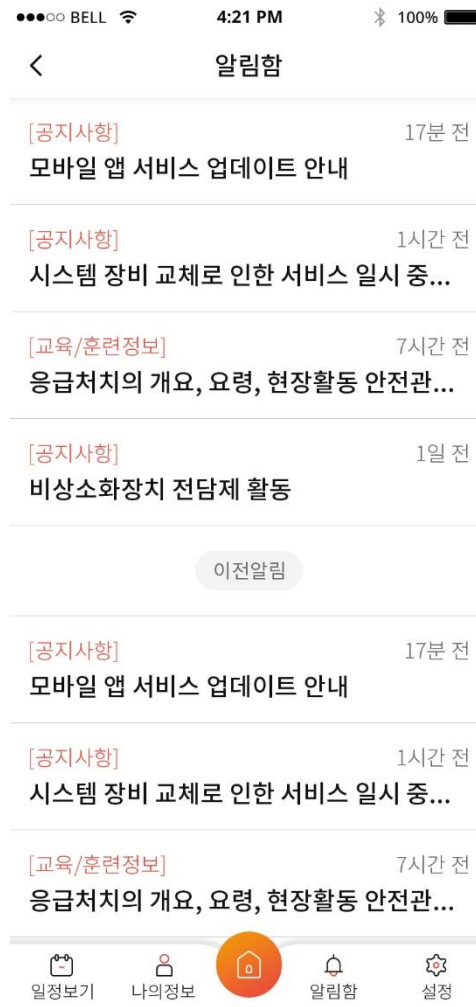 BELL 4:21 PM 100%
알림함
[공지사항] 17분 전
모바일 앱 서비스 업데이트 안내
[공지사항] 1시간 전
시스템 장비 교체로 인한 서비스 일시 중...
[교육/훈련정보] 7시간 전
응급처치의 개요, 요령, 현장활동 안전관...
[공지사항] 1일 전
비상소화장치 전담제 활동
이전알림
[공지사항] 17분 전
모바일 앱 서비스 업데이트 안내
[공지사항] 1시간 전
시스템 장비 교체로 인한 서비스 일시 중...
[교육/훈련정보] 7시간 전
응급처치의 개요, 요령, 현장활동 안전관...
일정보기 나의정보 알림함 설정